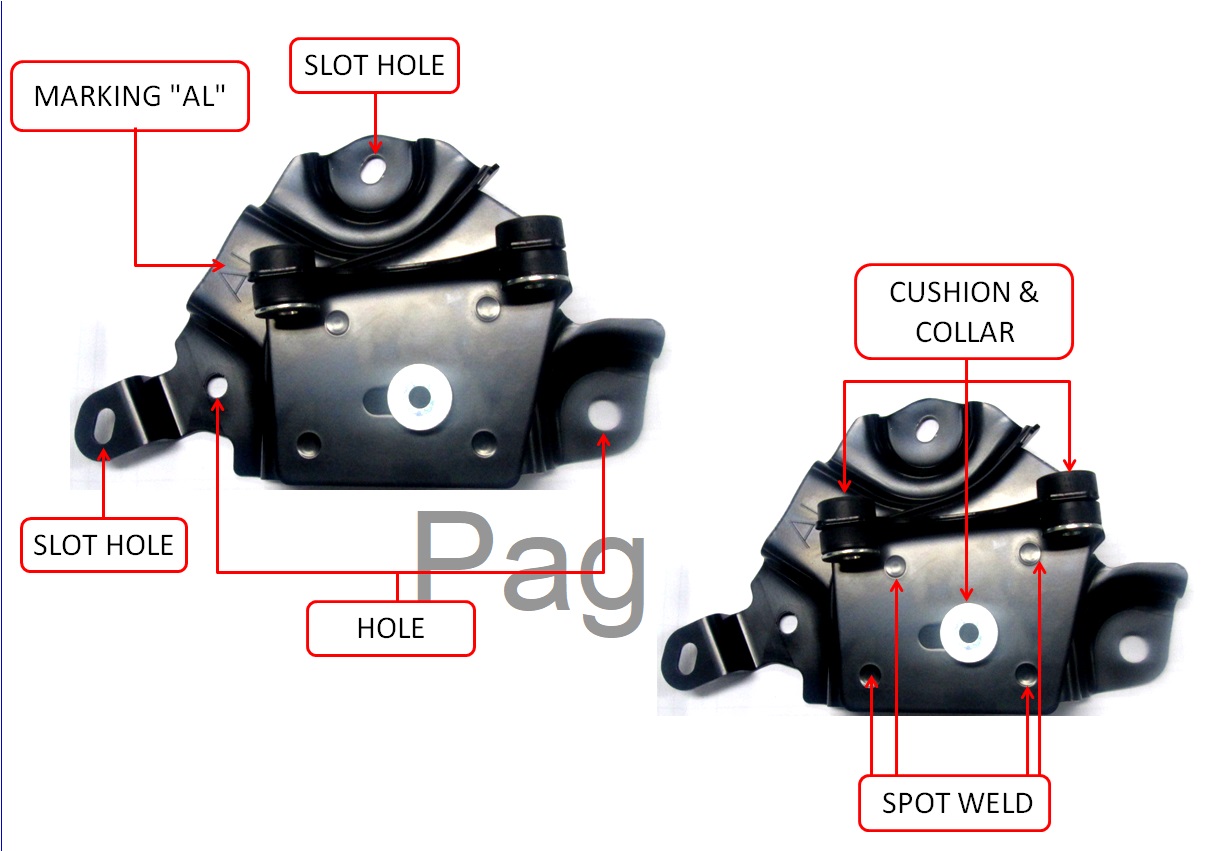 SLOT HOLE
MARKING "AL"
CUSHION &
COLLAR
SLOT HOLE
Pag
HOLE
SPOT WELD